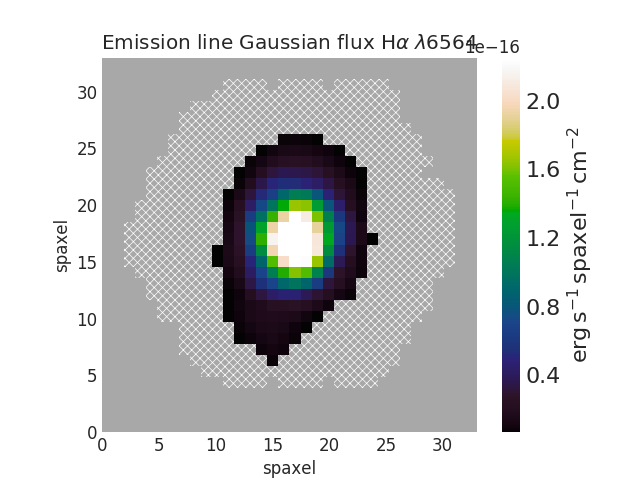 Emission line Gaussian flux Hα λ6564
1e−16
30
25
20
15
10
5
0
0 5 10 15 20 25 30
spaxel
spaxel
2.0
1.6
1.2
0.8
0.4
erg s⁻¹ spaxel⁻¹ cm⁻²